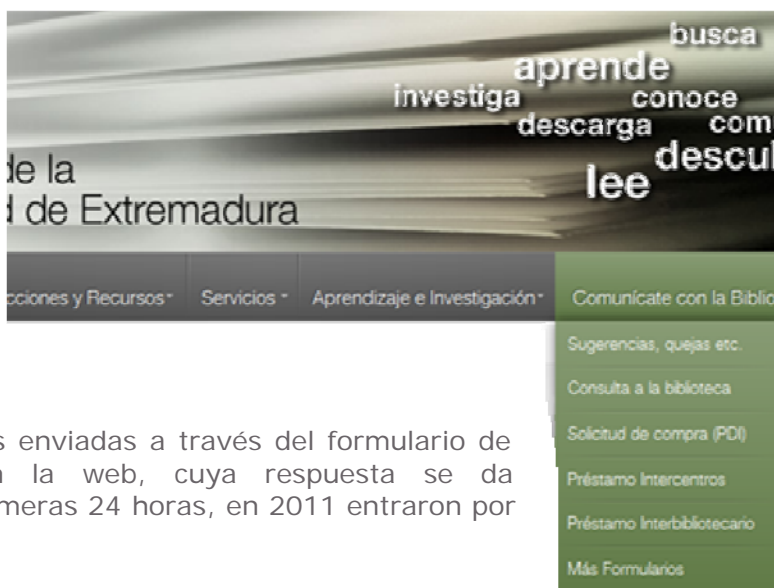 busca
aprende
investiga conoce
descarga com
descul
lee
de la
d de Extremadura
cciones y Recursos Servicios Aprendizaje e Investigación Comunícate con la Biblio
Sugerencias, quejas etc.
Consulta a la biblioteca
Solicitud de compra (PDI)
Préstamo Intercentros
Préstamo Interbibliotecario
Más Formularios
s enviadas a través del formulario de
la web, cuya respuesta se da
meras 24 horas, en 2011 entraron por